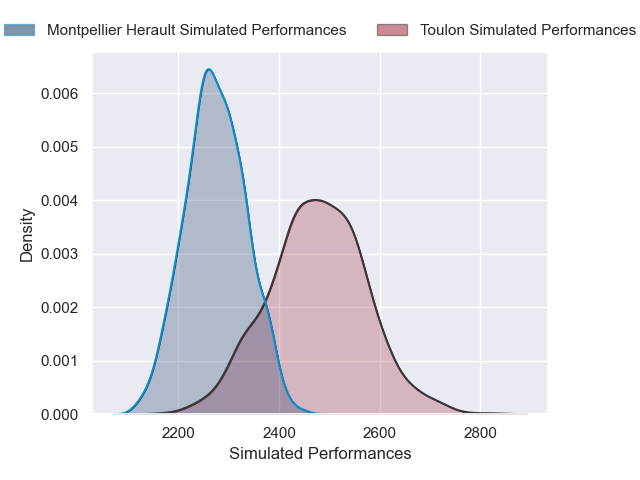 Montpellier Herault Simulated Performances
Toulon Simulated Performances
0.006
0.005
0.004
0.003
0.002
0.001
0.000
Density
2200
2400
2600
2800
Simulated Performances